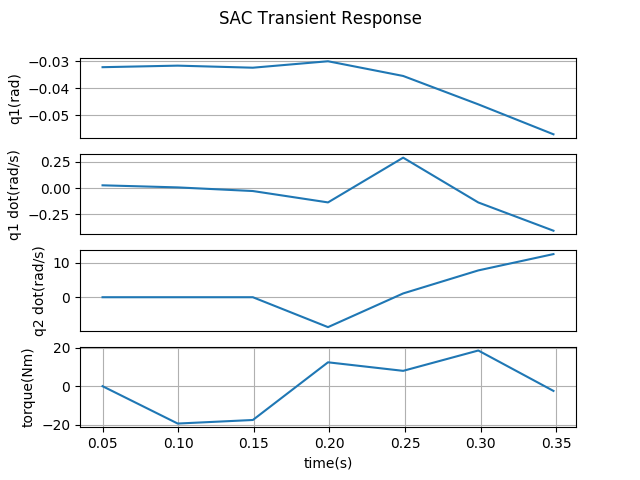 SAC Transient Response
q1(rad)
−0.03
−0.04
−0.05
q1 dot(rad/s)
0.25
0.00
−0.25
q2 dot(rad/s)
10
0
torque(Nm)
20
0
−20
0.05 0.10 0.15 0.20 0.25 0.30 0.35
time(s)